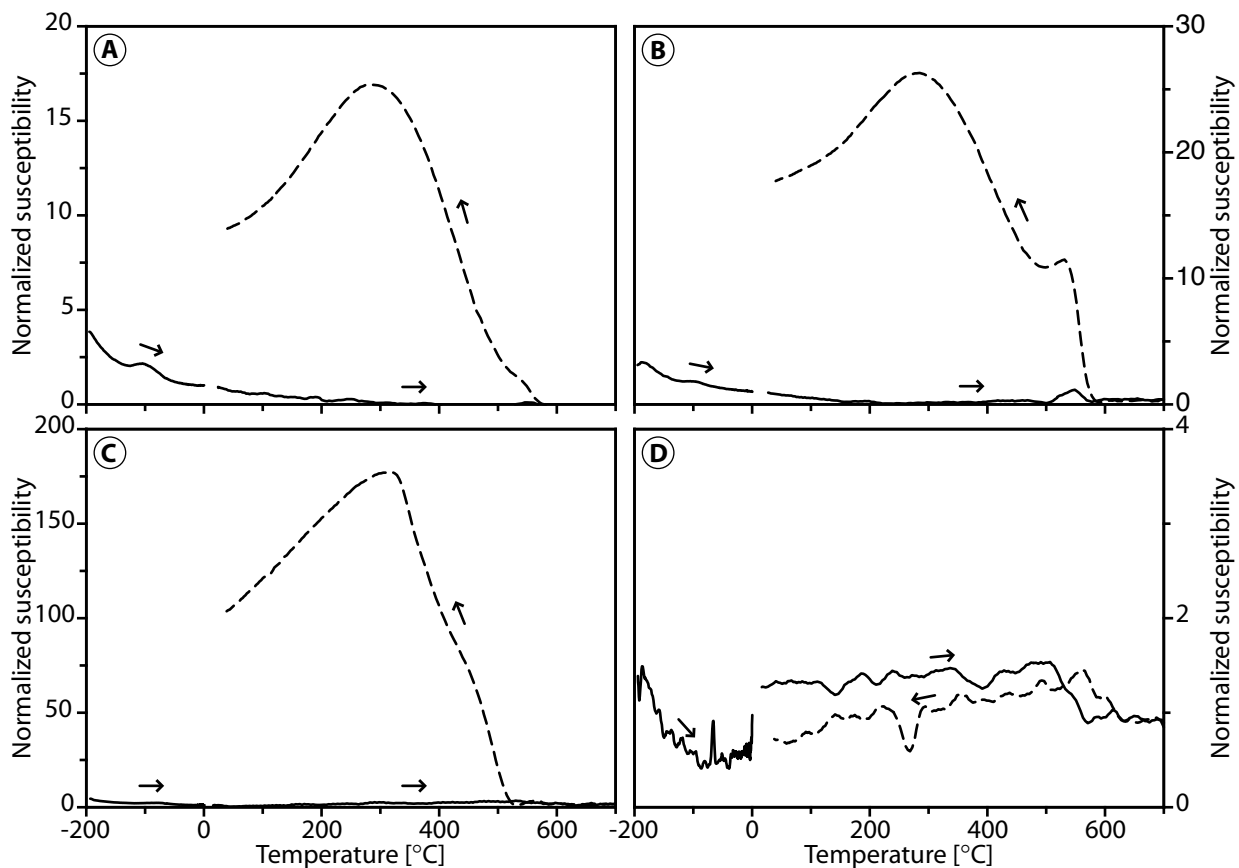 A
B
20
15
10
5
0
Normalized susceptibility
30
20
10
0
Normalized susceptibility
C
D
200
150
100
50
0
Normalized susceptibility
4
2
0
Normalized susceptibility
-200 0 200 400 600 -200 0 200 400 600
Temperature [°C] Temperature [°C]